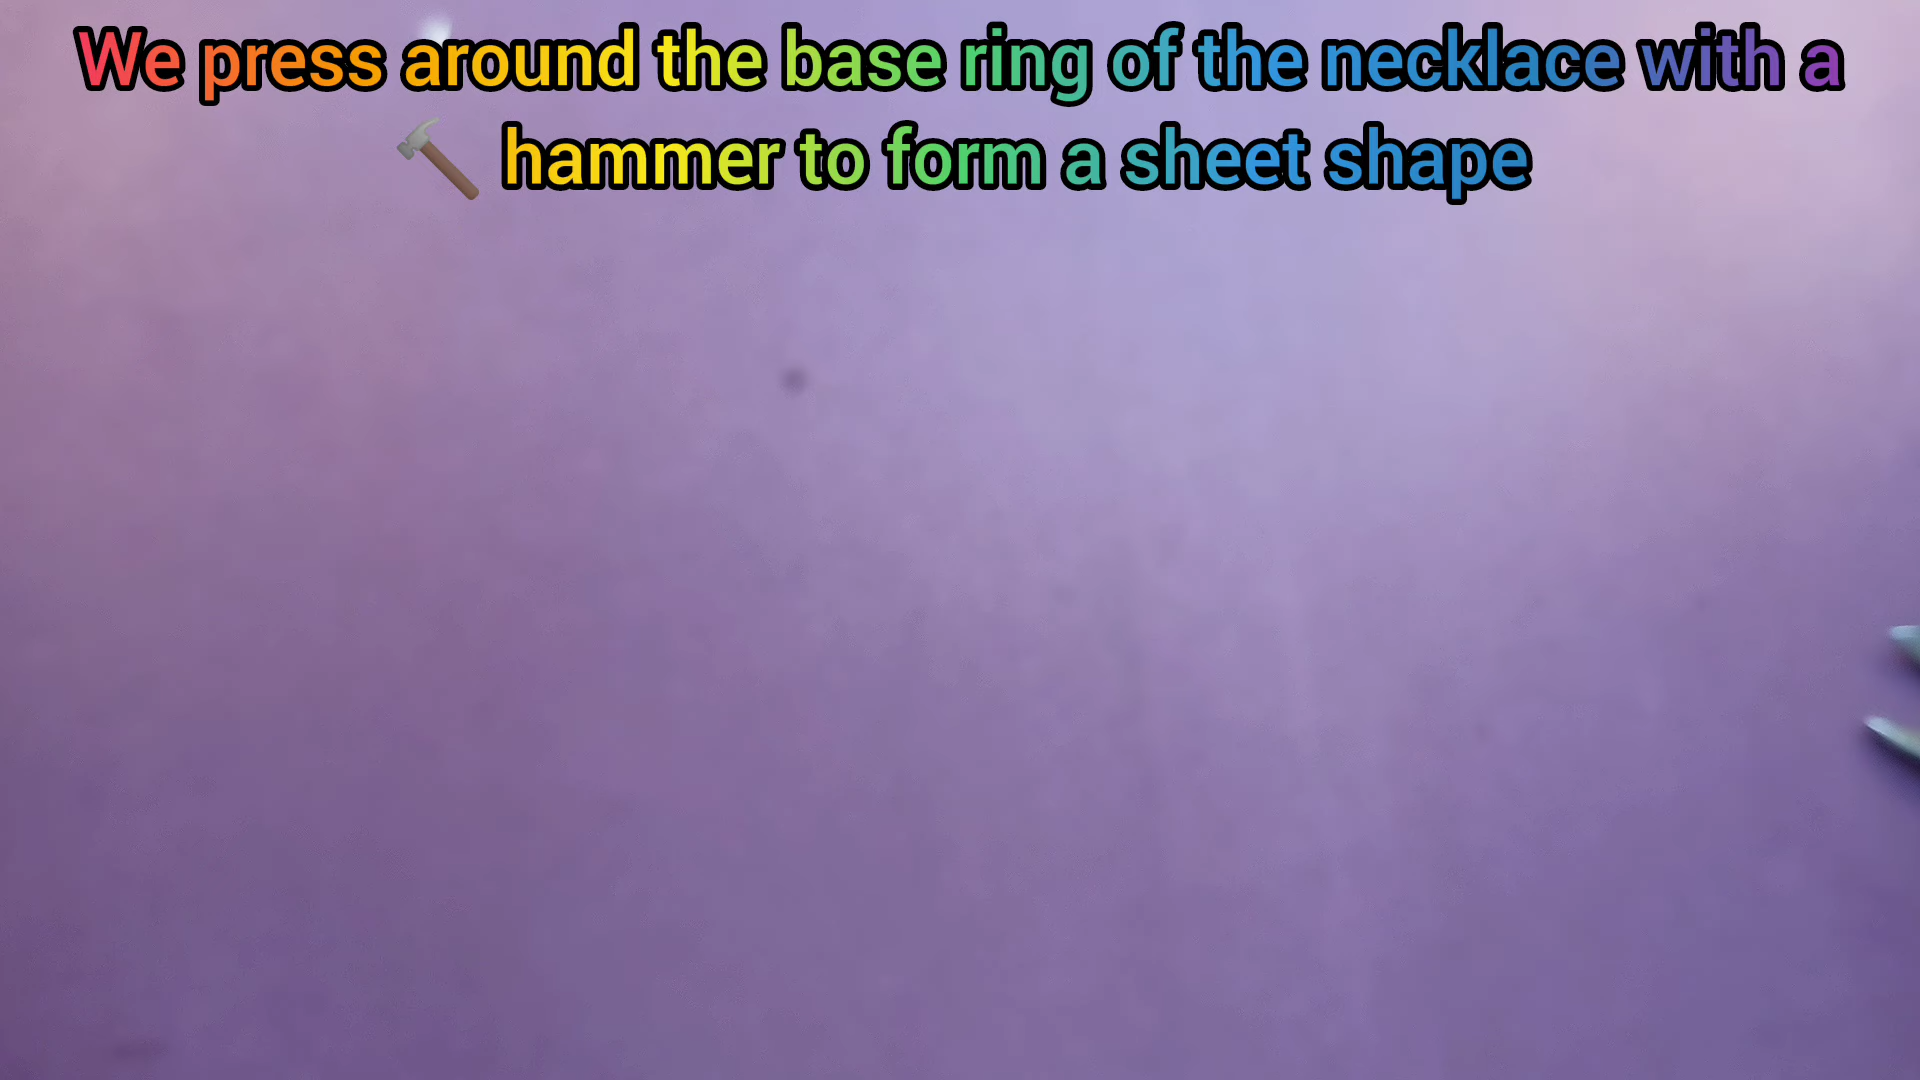 We press around the base ring of the necklace with a
🔨 hammer to form a sheet shape